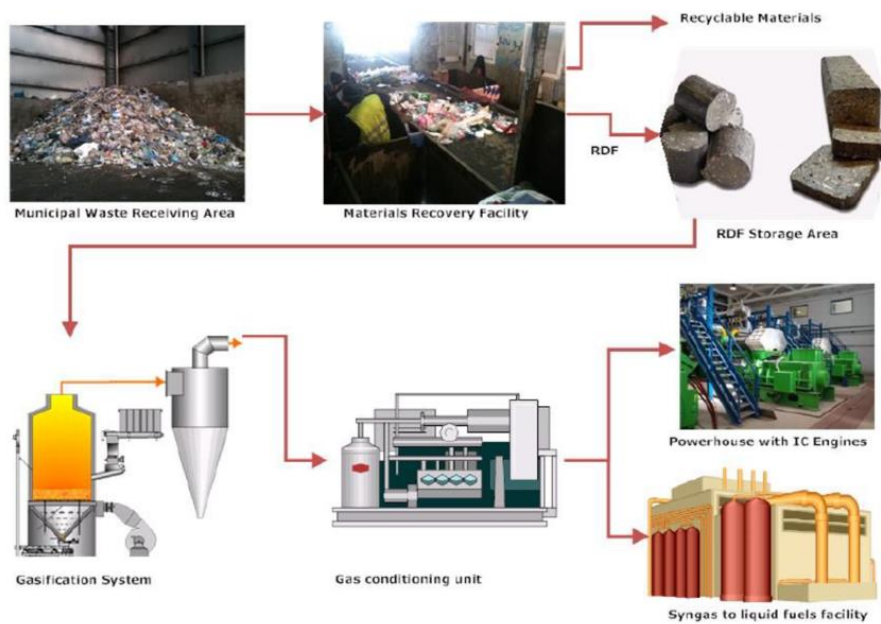 Recyclable Materials
RDF
Municipal Waste Receiving Area
Materials Recovery Facility
RDF Storage Area
Powerhouse with IC Engines
Gasification System
Gas conditioning unit
Syngas to liquid fuels facility